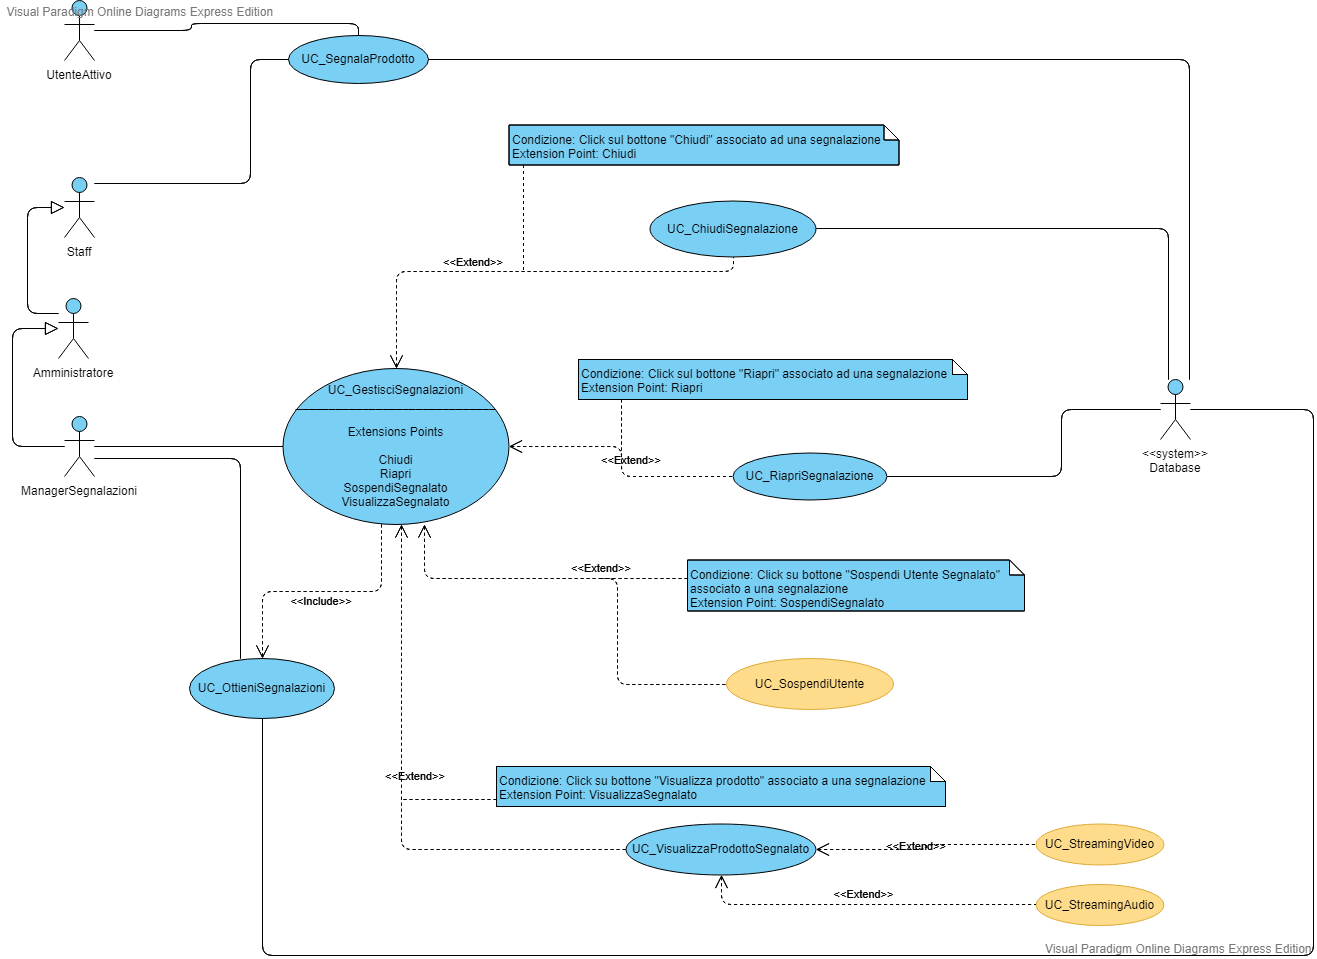 Visual Paradigm Online Diagrams Express Edition
UtenteAttivo
UC_SegnalaProdotto
Condizione: Click sul bottone "Chiudi" associato ad una segnalazione
Extension Point: Chiudi
Staff
UC_ChiudiSegnalazione
<<Extend>>
Amministratore
Condizione: Click sul bottone "Riapri" associato ad una segnalazione
Extension Point: Riapri
UC_GestisciSegnalazioni
Extensions Points
Chiudi
Riapri
SospendiSegnalato
VisualizzaSegnalato
<<Extend>>
UC_RiapriSegnalazione
<<system>>
Database
ManagerSegnalazioni
<<Extend>>
Condizione: Click su bottone "Sospendi Utente Segnalato"
associato a una segnalazione
Extension Point: SospendiSegnalato
<<Include>>
UC_OttieniSegnalazioni
UC_SospendiUtente
<<Extend>>
Condizione: Click su bottone "Visualizza prodotto" associato a una segnalazione
Extension Point: VisualizzaSegnalato
UC_VisualizzaProdottoSegnalato
<<Extend>>
UC_StreamingVideo
<<Extend>>
UC_StreamingAudio
Visual Paradigm Online Diagrams Express Edition